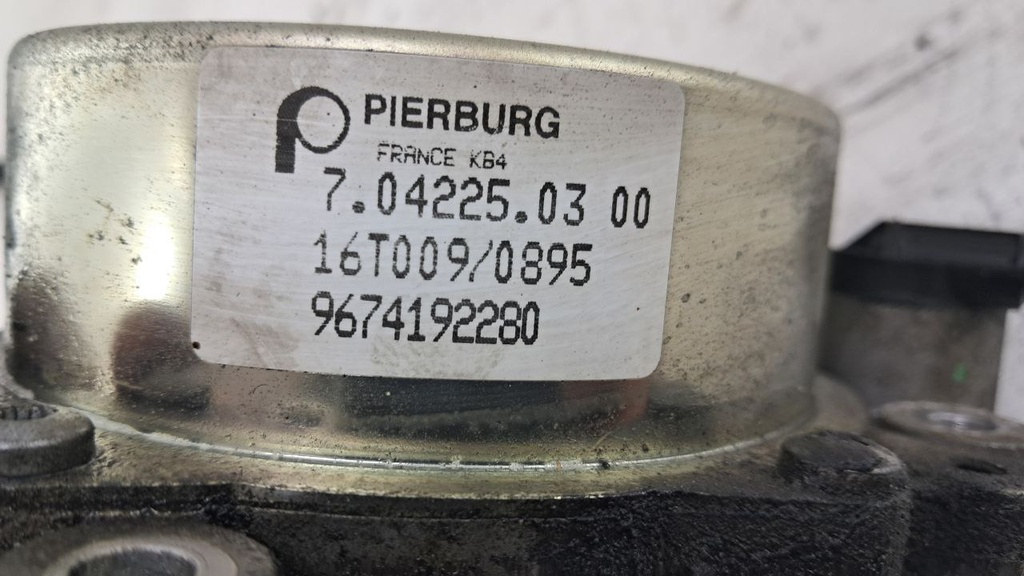 PIERBURG
FRANCE KB4
7.04225.03 00
16T009/0895
9674192280